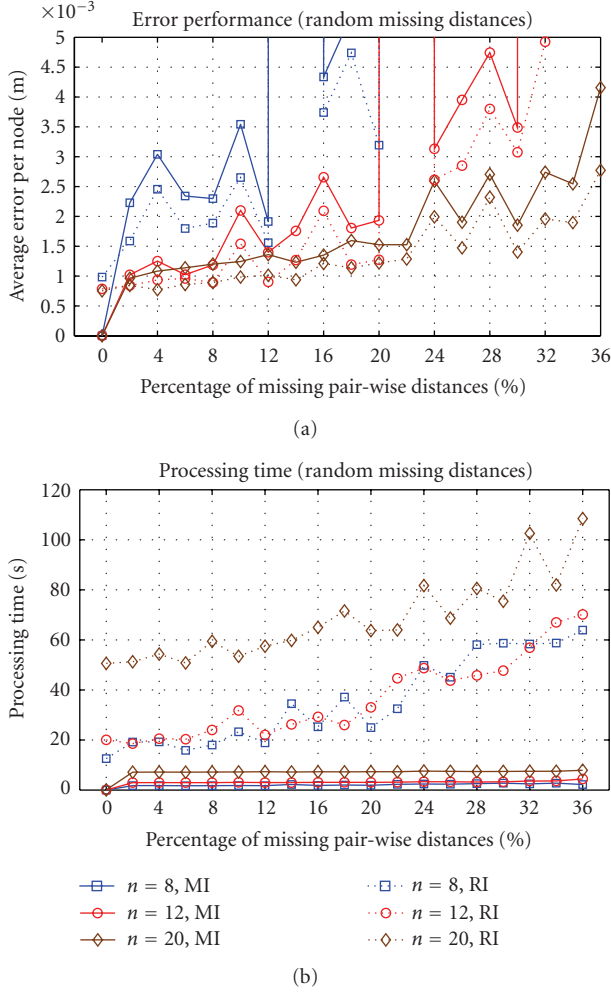 Error performance (random missing distances)
×10⁻³
5
4.5
4
3.5
3
2.5
2
1.5
1
0.5
0
Average error per node (m)
0 4 8 12 16 20 24 28 32 36
Percentage of missing pair-wise distances (%)
(a)
Processing time (random missing distances)
120
100
80
60
40
20
0
Processing time (s)
0 4 8 12 16 20 24 28 32 36
Percentage of missing pair-wise distances (%)
n = 8, MI
n = 12, MI
n = 20, MI
n = 8, RI
n = 12, RI
n = 20, RI
(b)